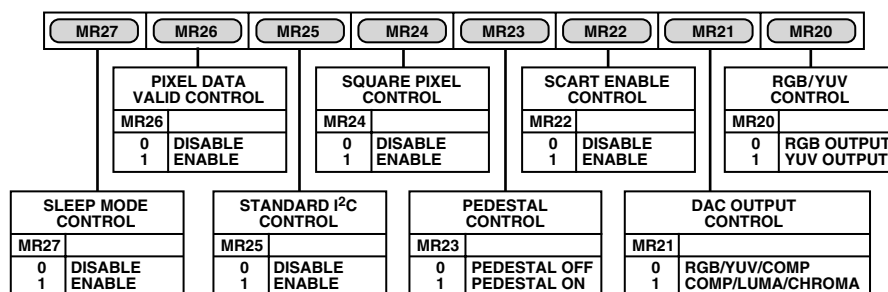 MR27 MR26 MR25 MR24 MR23 MR22 MR21 MR20
PIXEL DATA
VALID CONTROL
MR26
0 DISABLE
1 ENABLE
SQUARE PIXEL
CONTROL
MR24
0 DISABLE
1 ENABLE
SCART ENABLE
CONTROL
MR22
0 DISABLE
1 ENABLE
RGB/YUV
CONTROL
MR20
0 RGB OUTPUT
1 YUV OUTPUT
SLEEP MODE
CONTROL
MR27
0 DISABLE
1 ENABLE
STANDARD I²C
CONTROL
MR25
0 DISABLE
1 ENABLE
PEDESTAL
CONTROL
MR23
0 PEDESTAL OFF
1 PEDESTAL ON
DAC OUTPUT
CONTROL
MR21
0 RGB/YUV/COMP
1 COMP/LUMA/CHROMA